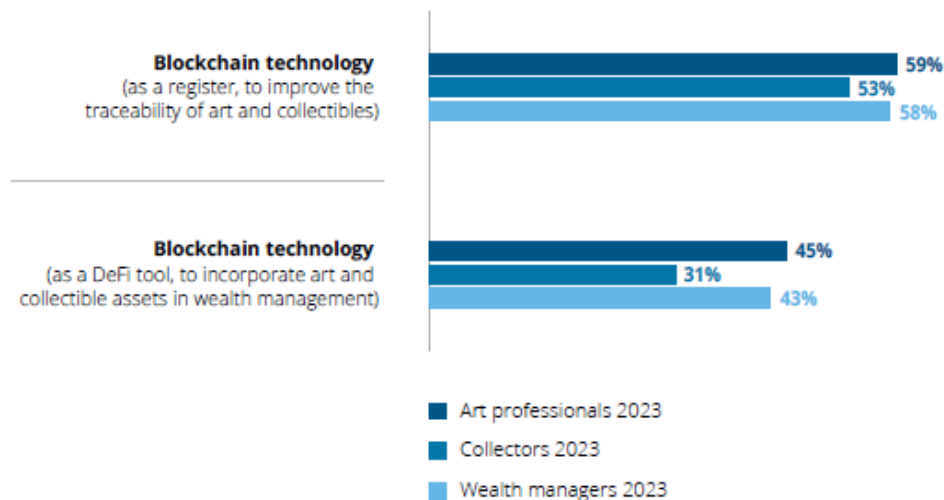 Blockchain technology
(as a register, to improve the
traceability of art and collectibles)
59%
53%
58%
Blockchain technology
(as a DeFi tool, to incorporate art and
collectible assets in wealth management)
45%
31%
43%
Art professionals 2023
Collectors 2023
Wealth managers 2023